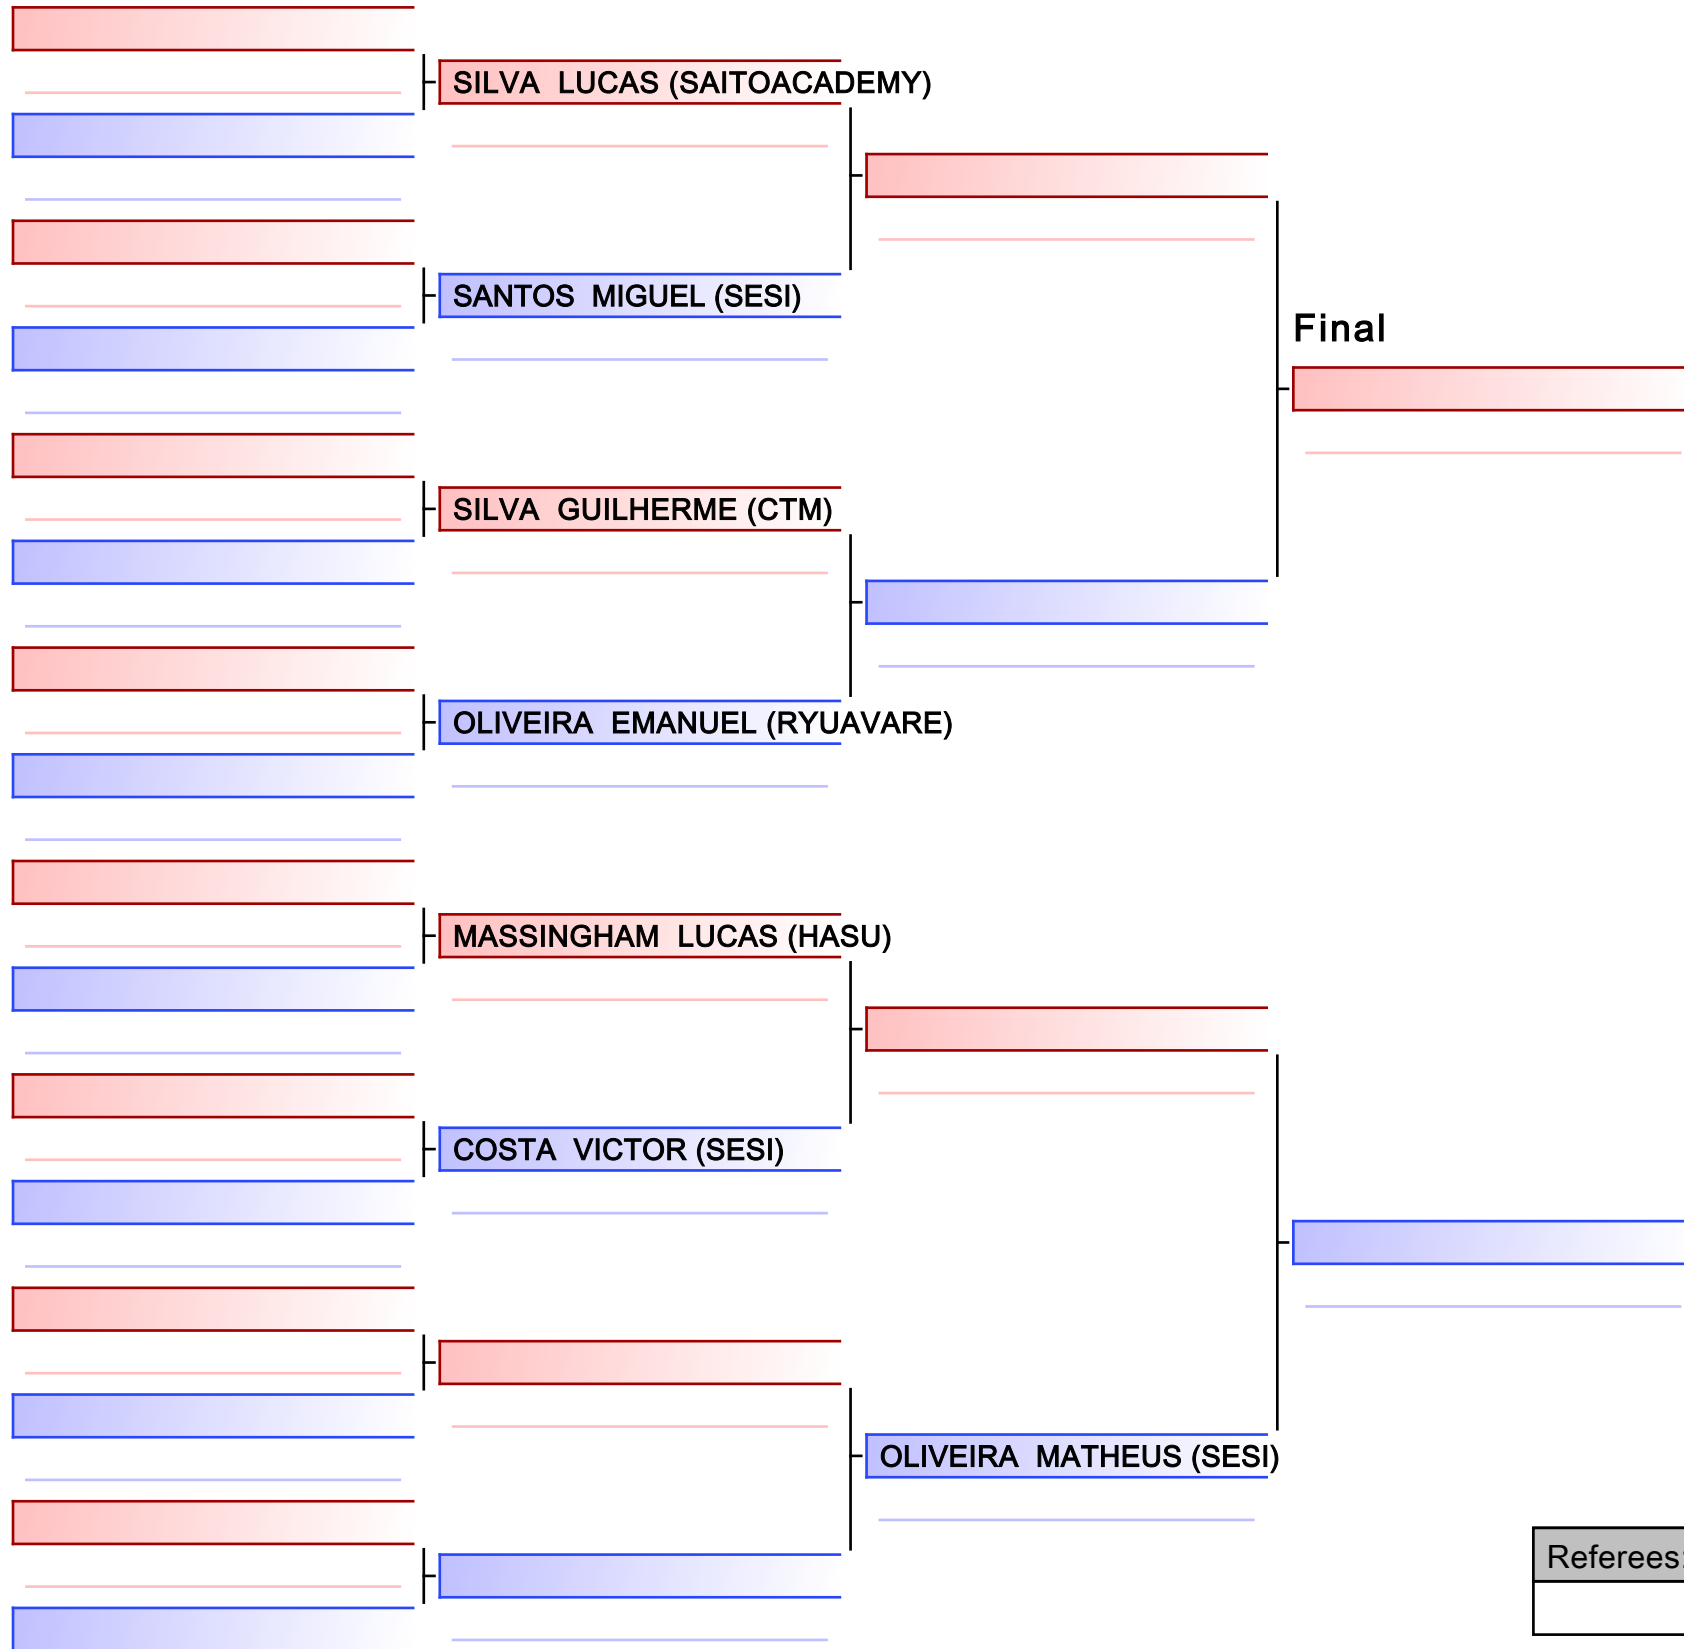 SILVA LUCAS (SAITOACADEMY)
SANTOS MIGUEL (SESI)
Final
SILVA GUILHERME (CTM)
OLIVEIRA EMANUEL (RYUAVARE)
MASSINGHAM LUCAS (HASU)
COSTA VICTOR (SESI)
OLIVEIRA MATHEUS (SESI)
Referees: